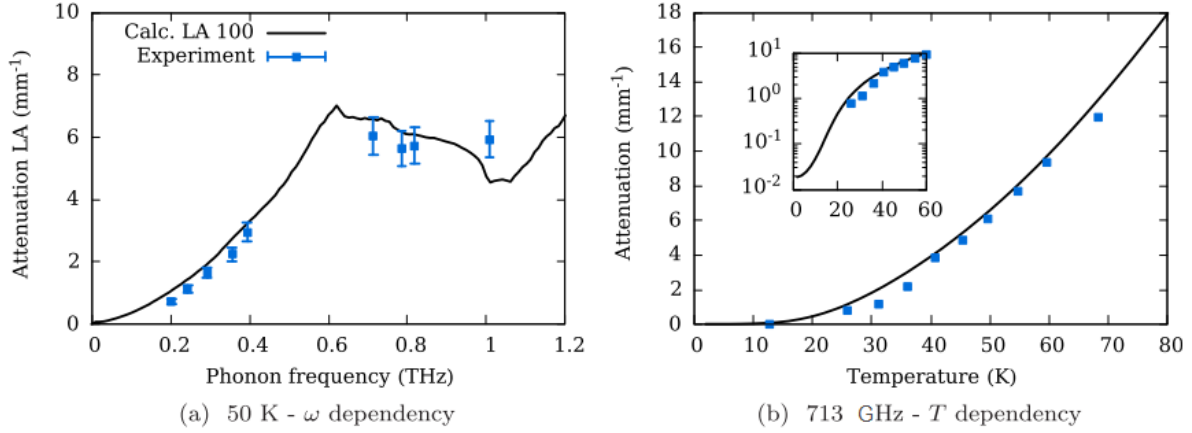 Calc. LA 100
Experiment
Attenuation LA (mm⁻¹)
10
8
6
4
2
0
0 0.2 0.4 0.6 0.8 1 1.2
Phonon frequency (THz)
(a) 50 K - ω dependency
Attenuation (mm⁻¹)
18
16
14
12
10
8
6
4
2
0
10¹
10⁰
10⁻¹
10⁻²
0 20 40 60
0 10 20 30 40 50 60 70 80
Temperature (K)
(b) 713 GHz - T dependency